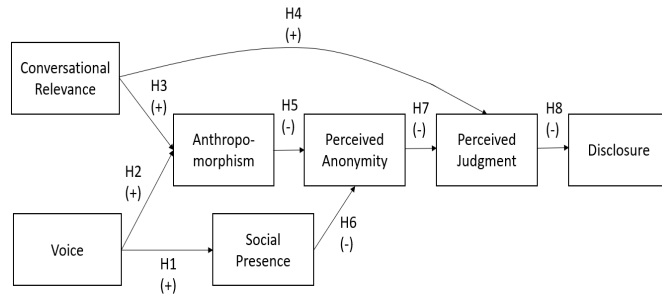 H4
(+)
Conversational
Relevance
H3
(+)
H5
(-)
H7
(-)
H8
(-)
Anthropo-
morphism
Perceived
Anonymity
Perceived
Judgment
Disclosure
H2
(+)
Voice
H1
(+)
Social
Presence
H6
(-)